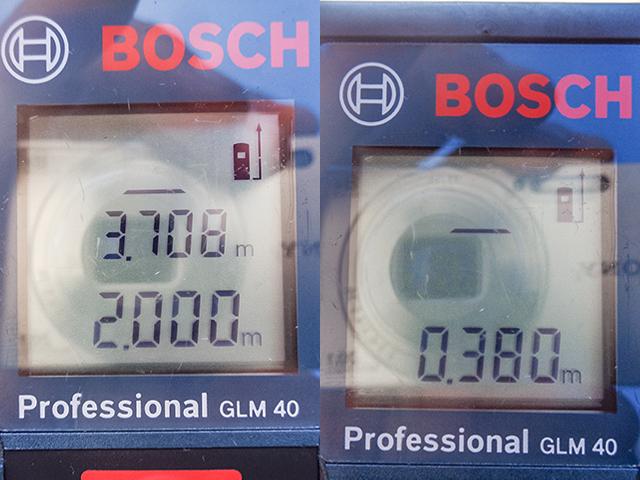 BOSCH
3.708 m
2.000 m
Professional GLM 40
BOSCH
0.380 m
Professional GLM 40